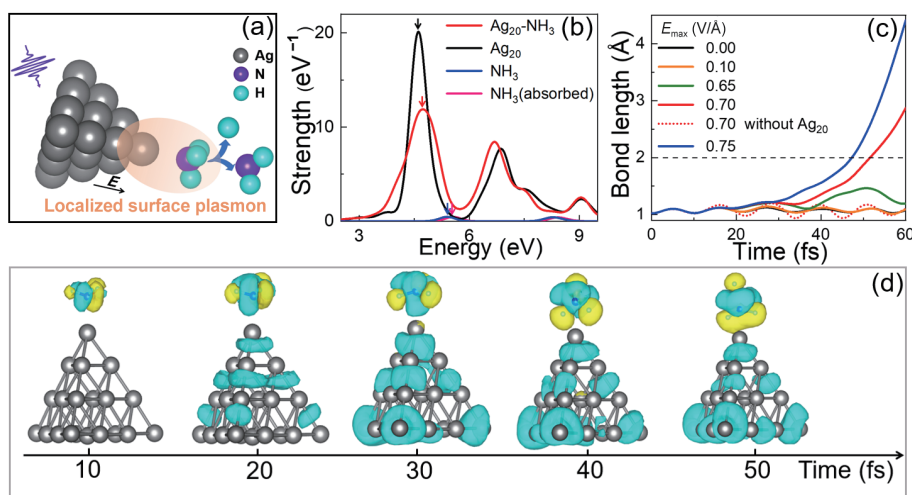 (a)
Ag
N
H
E
Localized surface plasmon
(b)
Strength (eV⁻¹)
20
10
0
3
6
9
Energy (eV)
Ag₂₀-NH₃
Ag₂₀
NH₃
NH₃(absorbed)
(c)
Bond length (Å)
4
3
2
1
0
20
40
60
Time (fs)
Eₘₐₓ (V/Å)
0.00
0.10
0.65
0.70
0.70 without Ag₂₀
0.75
(d)
10
20
30
40
50
Time (fs)